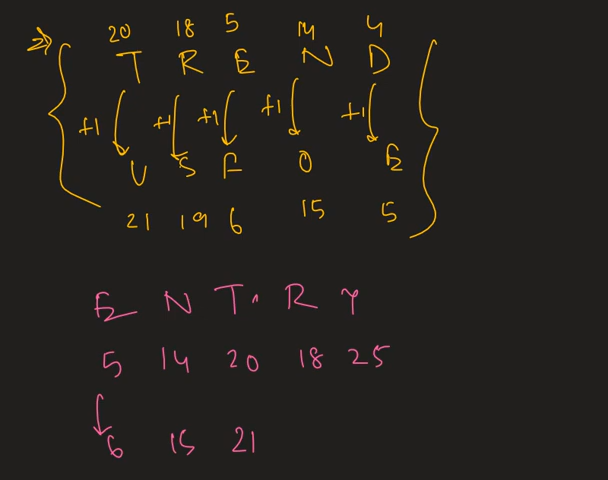 20 18 5 14 4
=> { T R E N D }
+1 +1 +1 +1 +1
U S F O E
21 19 6 15 5
E N T R Y
5 14 20 18 25
6 15 21